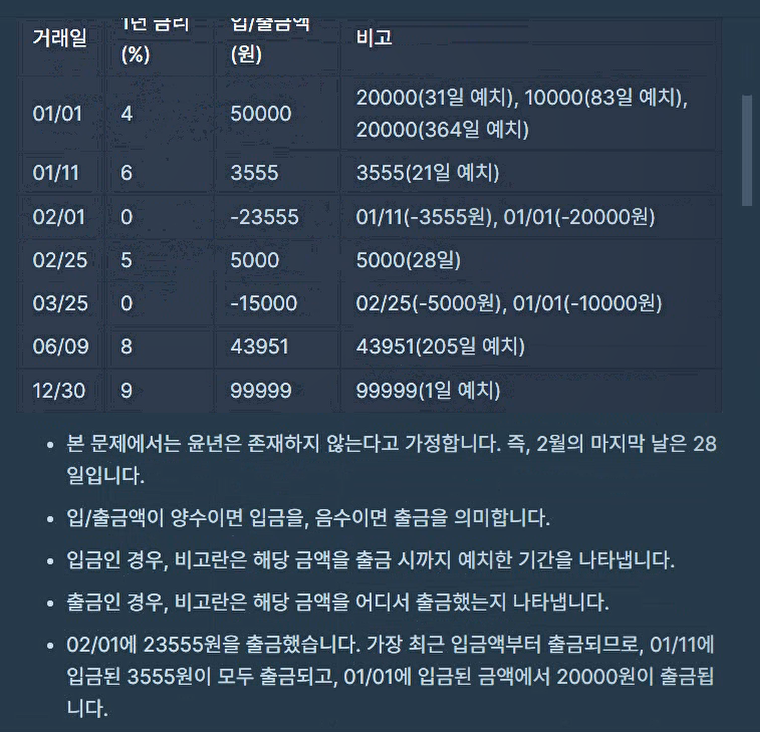 거래일 1년 금리 (%) 입/출금액 (원) 비고
01/01 4 50000 20000(31일 예치), 10000(83일 예치), 20000(364일 예치)
01/11 6 3555 3555(21일 예치)
02/01 0 -23555 01/11(-3555원), 01/01(-20000원)
02/25 5 5000 5000(28일)
03/25 0 -15000 02/25(-5000원), 01/01(-10000원)
06/09 8 43951 43951(205일 예치)
12/30 9 99999 99999(1일 예치)
• 본 문제에서는 윤년은 존재하지 않는다고 가정합니다. 즉, 2월의 마지막 날은 28
일입니다.
• 입/출금액이 양수이면 입금을, 음수이면 출금을 의미합니다.
• 입금인 경우, 비고란은 해당 금액을 출금 시까지 예치한 기간을 나타냅니다.
• 출금인 경우, 비고란은 해당 금액을 어디서 출금했는지 나타냅니다.
• 02/01에 23555원을 출금했습니다. 가장 최근 입금액부터 출금되므로, 01/11에
입금된 3555원이 모두 출금되고, 01/01에 입금된 금액에서 20000원이 출금됩
니다.